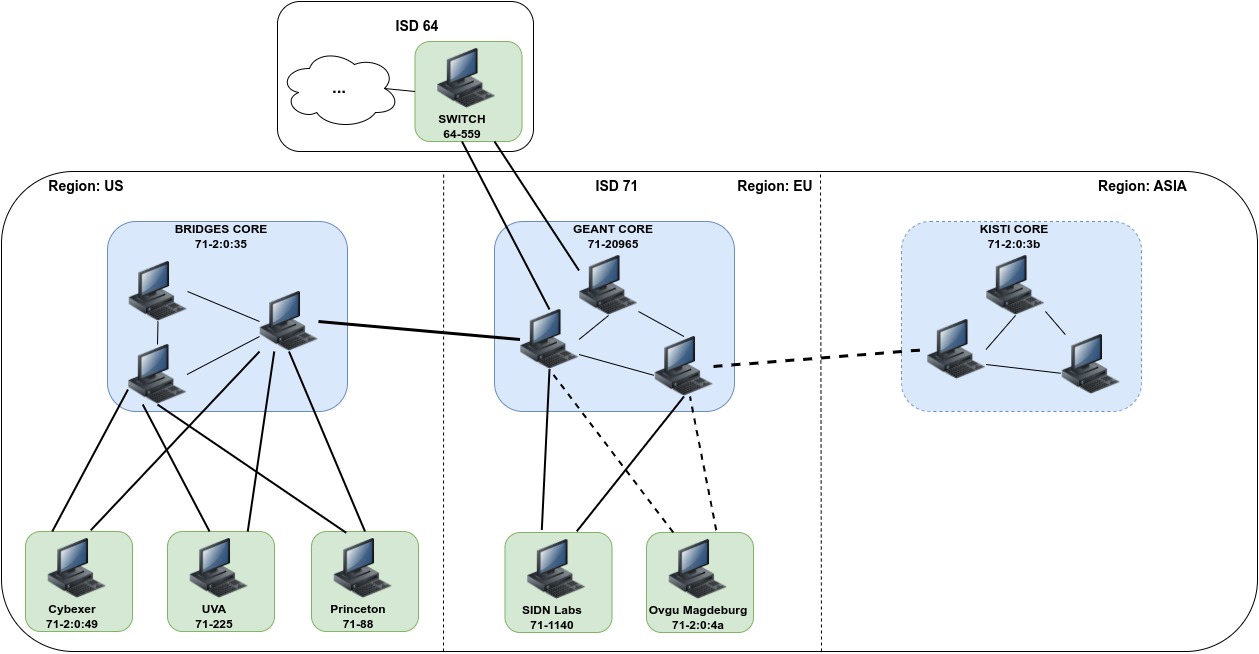 ISD 64
...
SWITCH
64-559
Region: US
ISD 71
Region: EU
Region: ASIA
BRIDGES CORE
71-2:0:35
GEANT CORE
71-20965
KISTI CORE
71-2:0:3b
Cybexer
71-2:0:49
UVA
71-225
Princeton
71-88
SIDN Labs
71-1140
Ovgu Magdeburg
71-2:0:4a